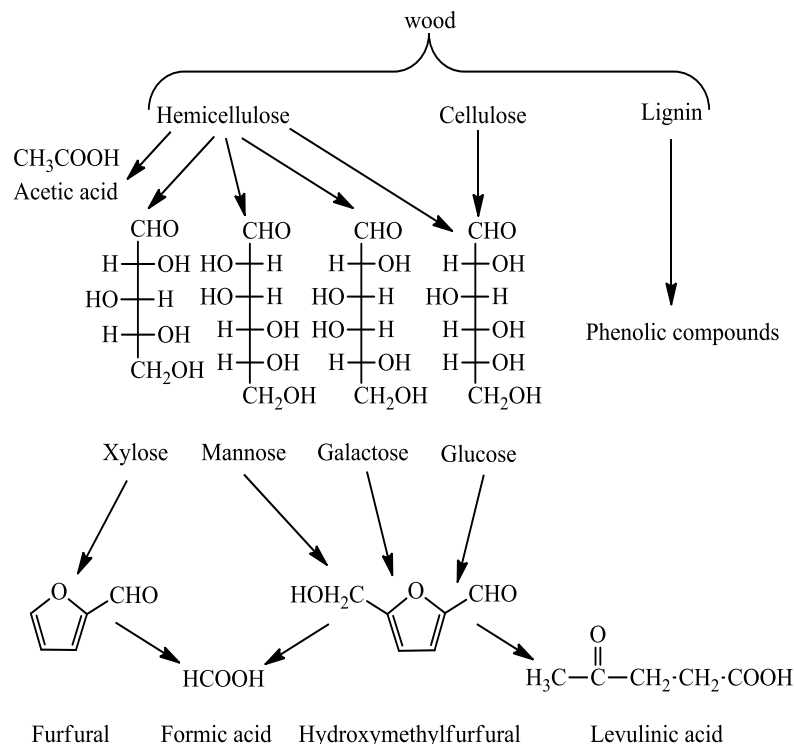 wood
Hemicellulose Cellulose Lignin
CH₃COOH
Acetic acid
CHO CHO CHO CHO
H OH HO H H OH H OH
HO H HO H HO H HO H
H OH H OH HO H H OH
H OH H OH H OH
CH₂OH CH₂OH CH₂OH CH₂OH
Phenolic compounds
Xylose Mannose Galactose Glucose
O CHO HOH₂C O CHO
O
HCOOH H₃C C CH₂ CH₂ COOH
Furfural Formic acid Hydroxymethylfurfural Levulinic acid